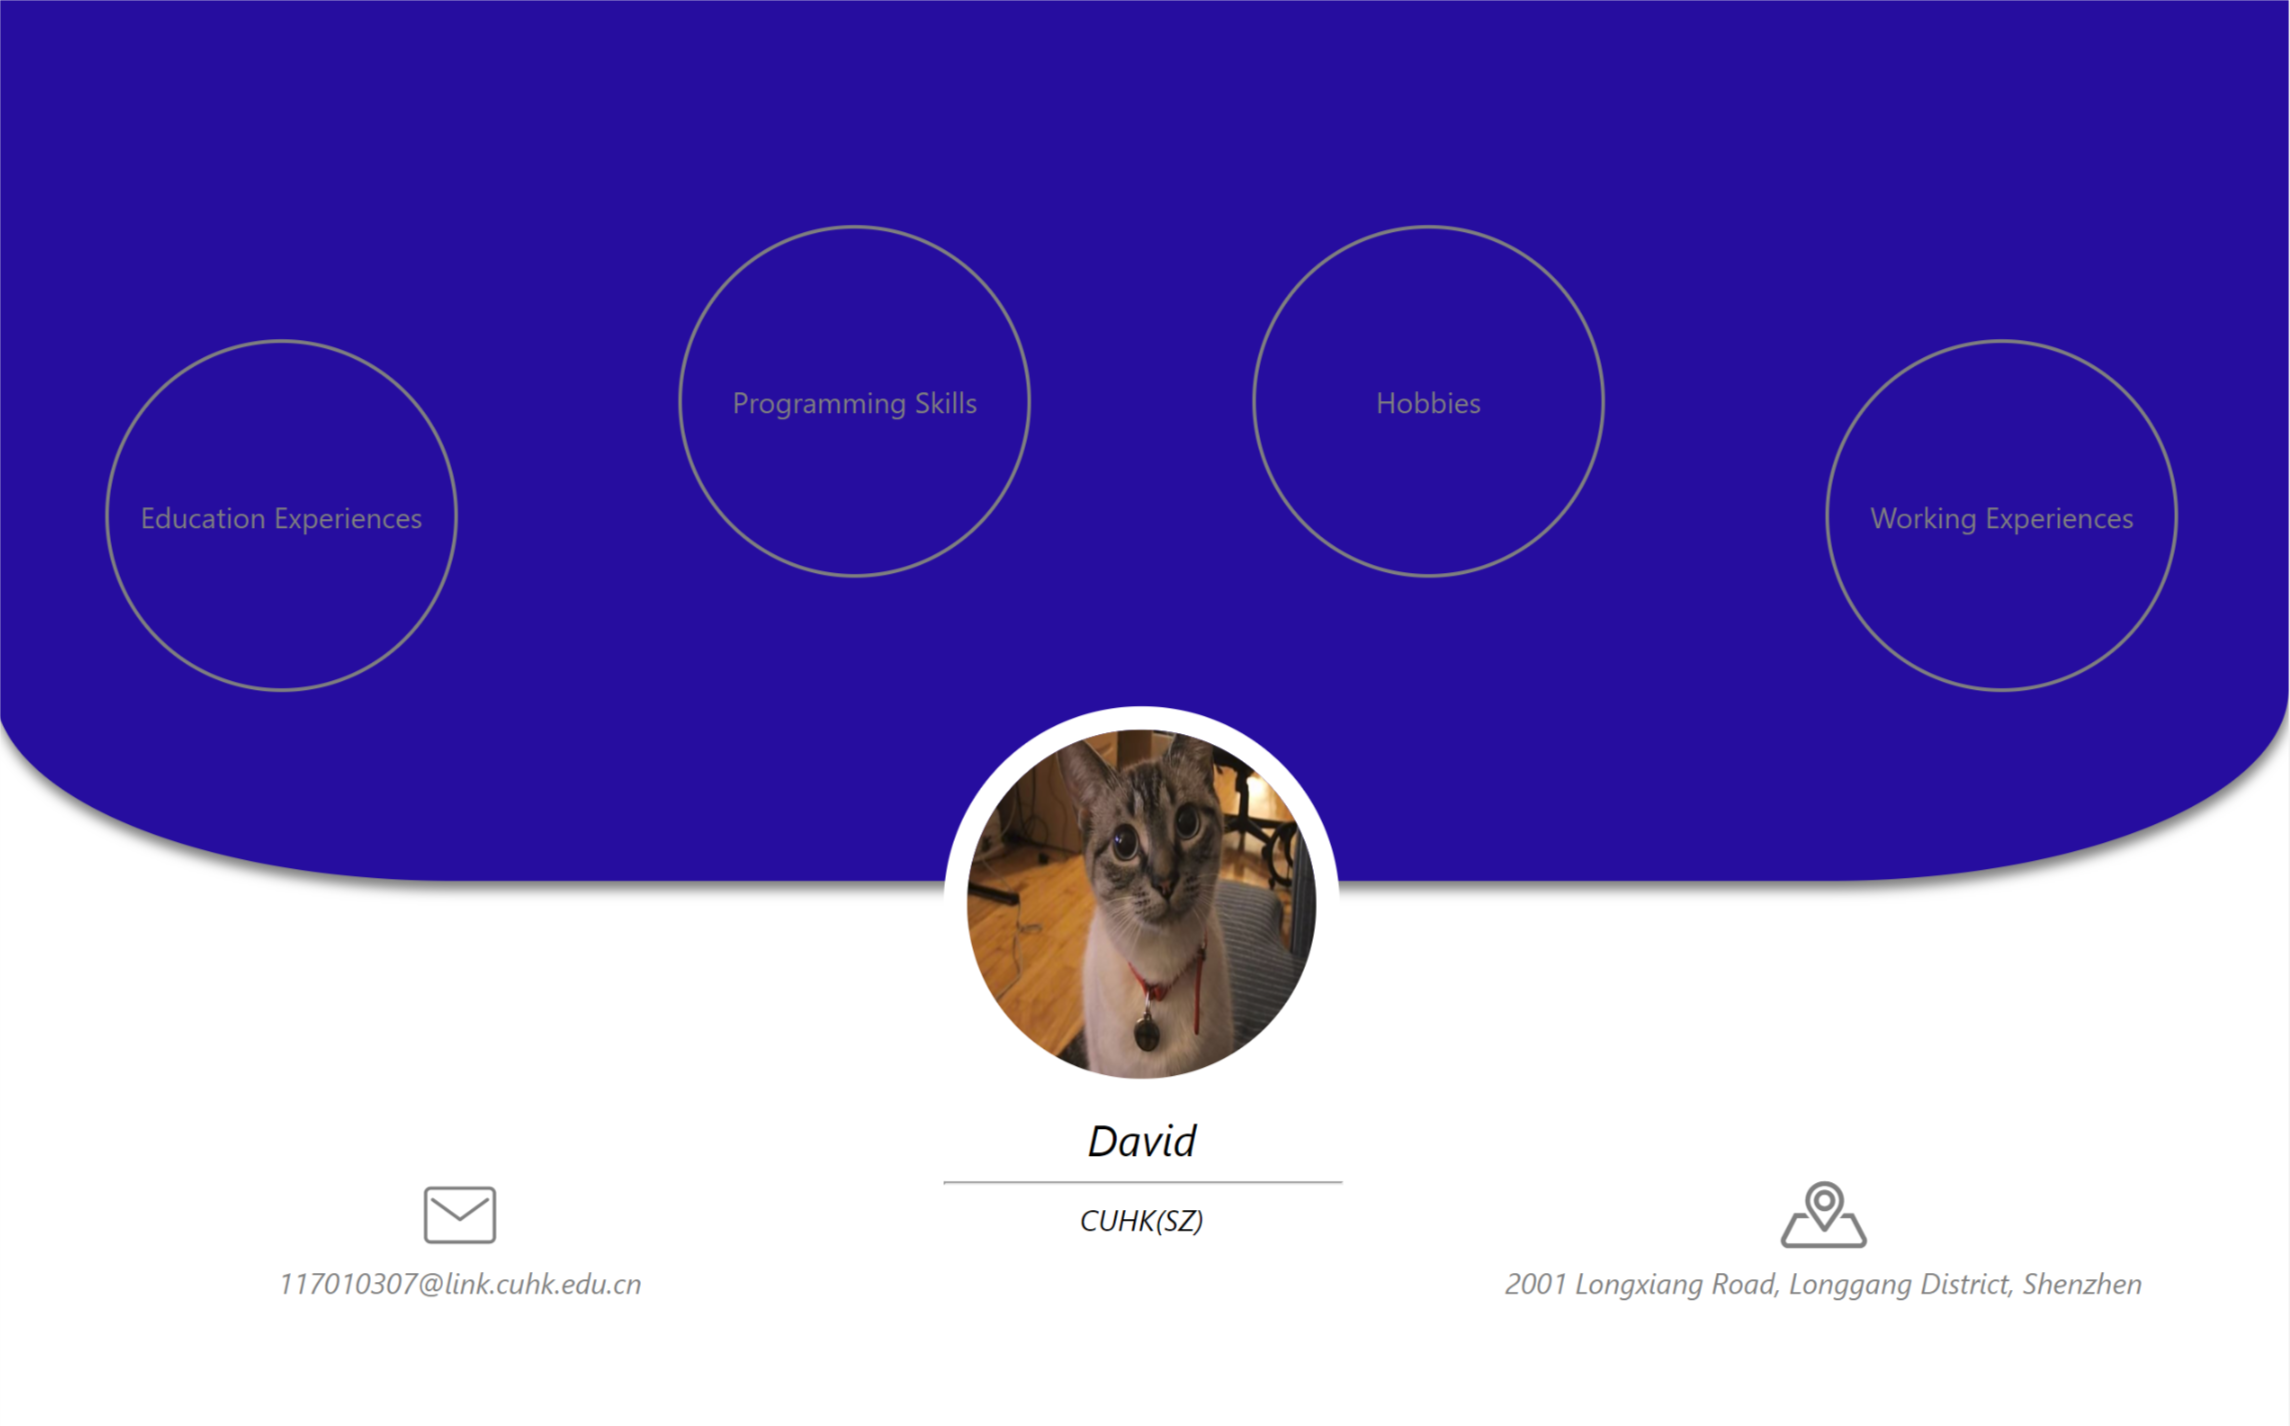 Programming Skills
Hobbies
Education Experiences
Working Experiences
David
CUHK(SZ)
117010307@link.cuhk.edu.cn
2001 Longxiang Road, Longgang District, Shenzhen